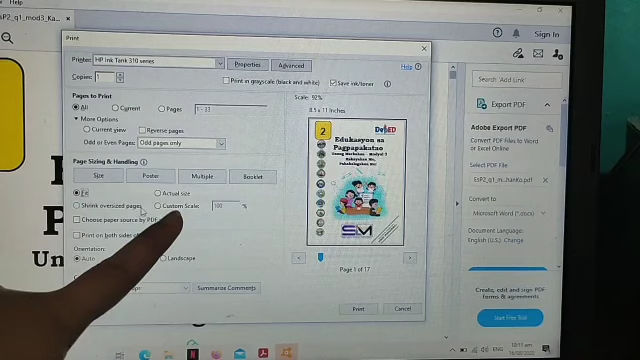 Help
EsP2_q1_mod3_Ka
Sign In
Print
Printer: HP Ink Tank 310 series
Properties
Advanced
Help
Copies: 1
Print in grayscale (black and white)
Save ink/toner
Pages to Print
All
Current
Pages
1 - 33
More Options
Current view
Reverse pages
Odd or Even Pages: Odd pages only
Page Sizing & Handling
Size
Poster
Multiple
Booklet
Fit
Actual size
Shrink oversized pages
Custom Scale: 100 %
Choose paper source by PDF
Print on both sides of
Orientation:
Auto
Landscape
Summarize Comments
Scale: 92%
8.5 x 11 Inches
2
DepED
Edukasyon sa
Pagpapakatao
Page 1 of 17
Print
Cancel
Search 'Add Link'
Export PDF
Adobe Export PDF
Convert PDF Files to Word
or Excel Online
Select PDF File
Convert to
Microsoft Word (*.docx)
Document Language:
English (U.S.) Change
Create, edit and sign PDF
forms & agreements
Start Free Trial
10:11 am